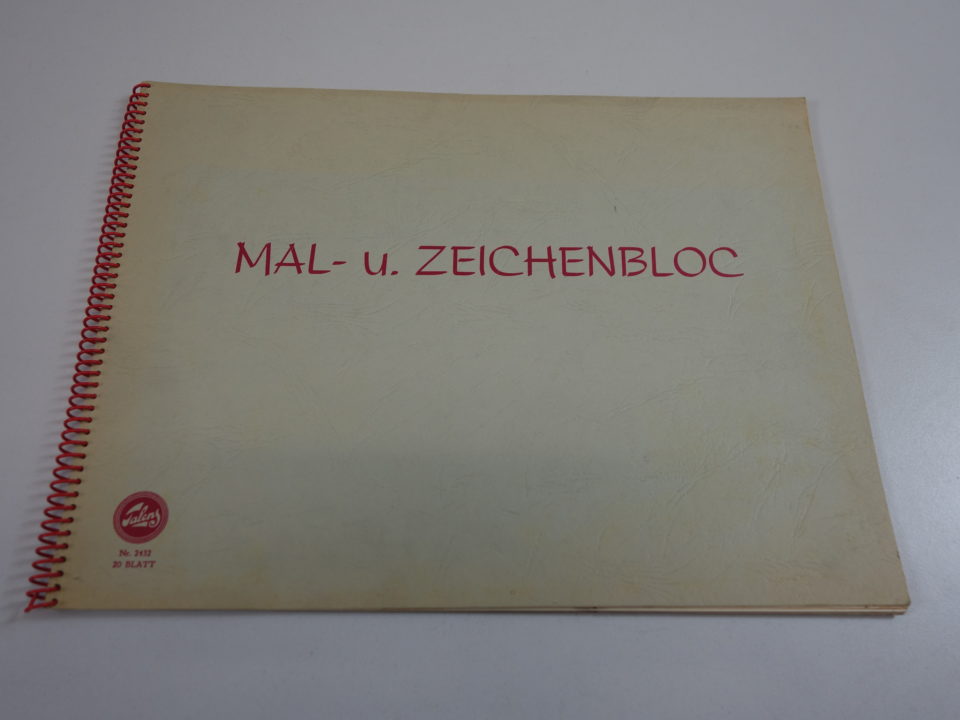 MAL- u. ZEICHENBLOC
Talens
Nr. 2432
20 BLATT